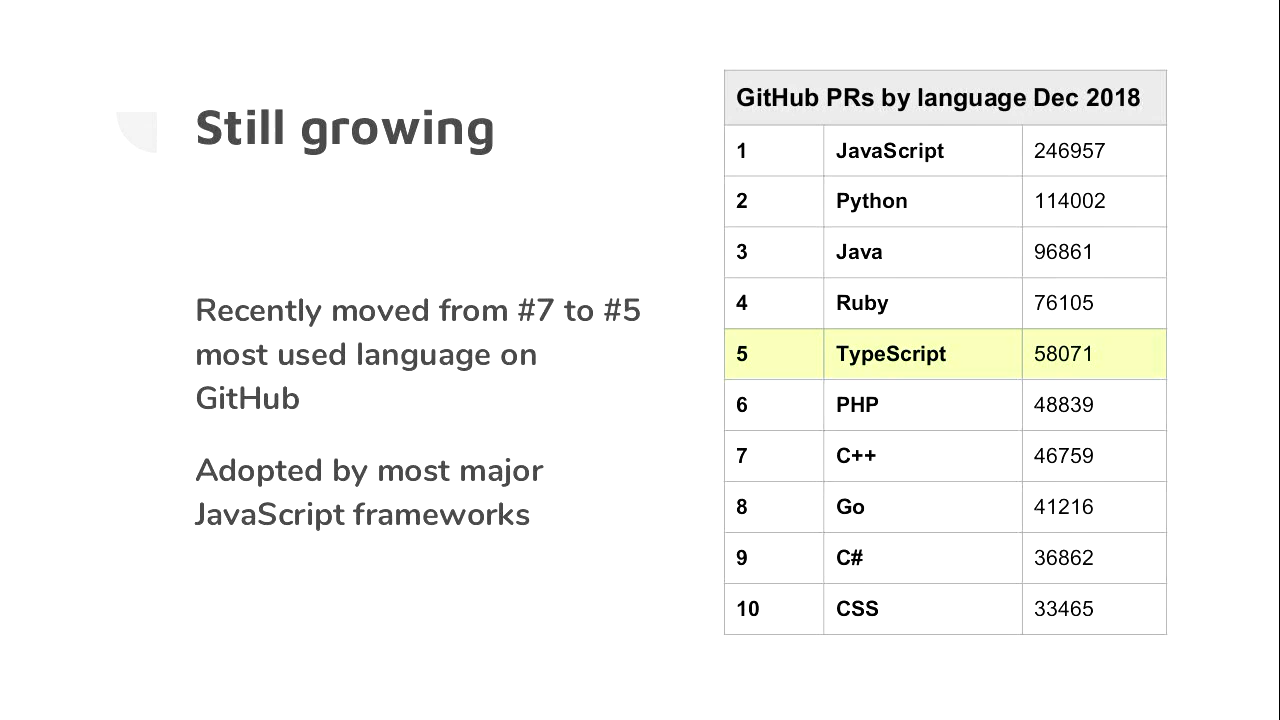 Still growing
Recently moved from #7 to #5
most used language on
GitHub
Adopted by most major
JavaScript frameworks
GitHub PRs by language Dec 2018
1 JavaScript 246957
2 Python 114002
3 Java 96861
4 Ruby 76105
5 TypeScript 58071
6 PHP 48839
7 C++ 46759
8 Go 41216
9 C# 36862
10 CSS 33465